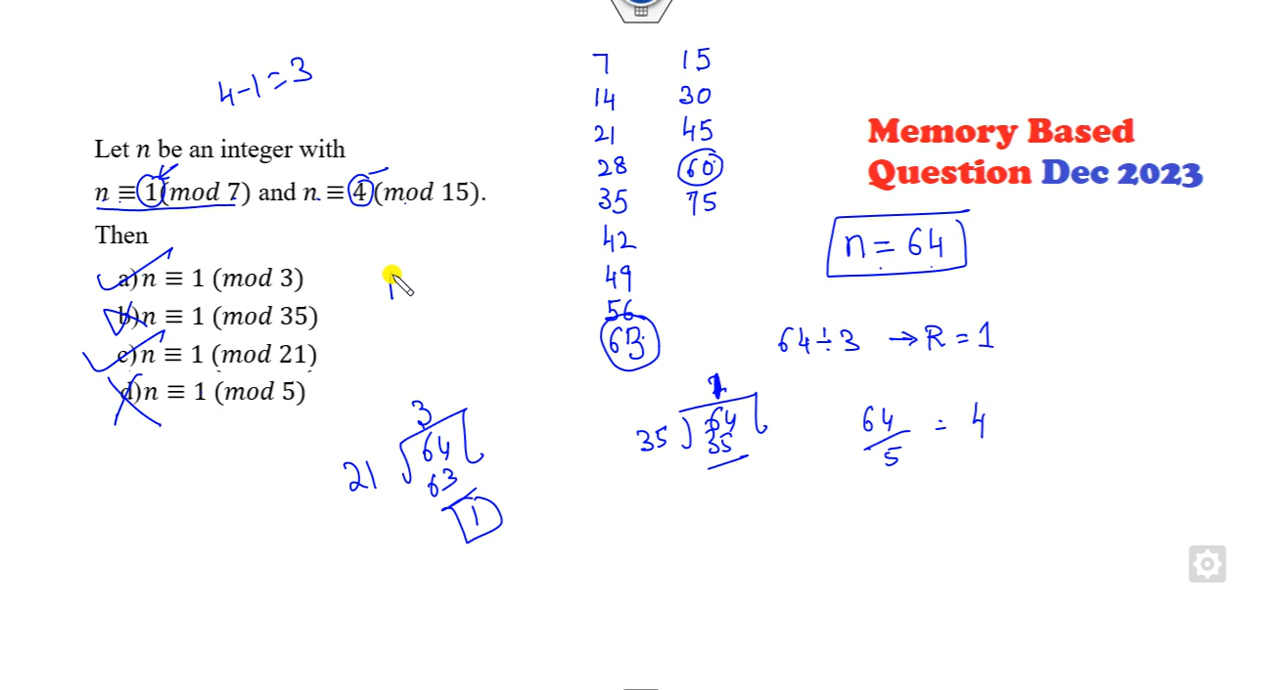 4-1=3
Let n be an integer with
n ≡ 1(mod 7) and n ≡ 4(mod 15).
Then
a)n ≡ 1 (mod 3)
b)n ≡ 1 (mod 35)
c)n ≡ 1 (mod 21)
d)n ≡ 1 (mod 5)
7 15
14 30
21 45
28 60
35 75
42
49
56
63
Memory Based
Question Dec 2023
n = 64
64÷3 → R = 1
3
21 64
63
1
1
35 64
35
64
5 = 4